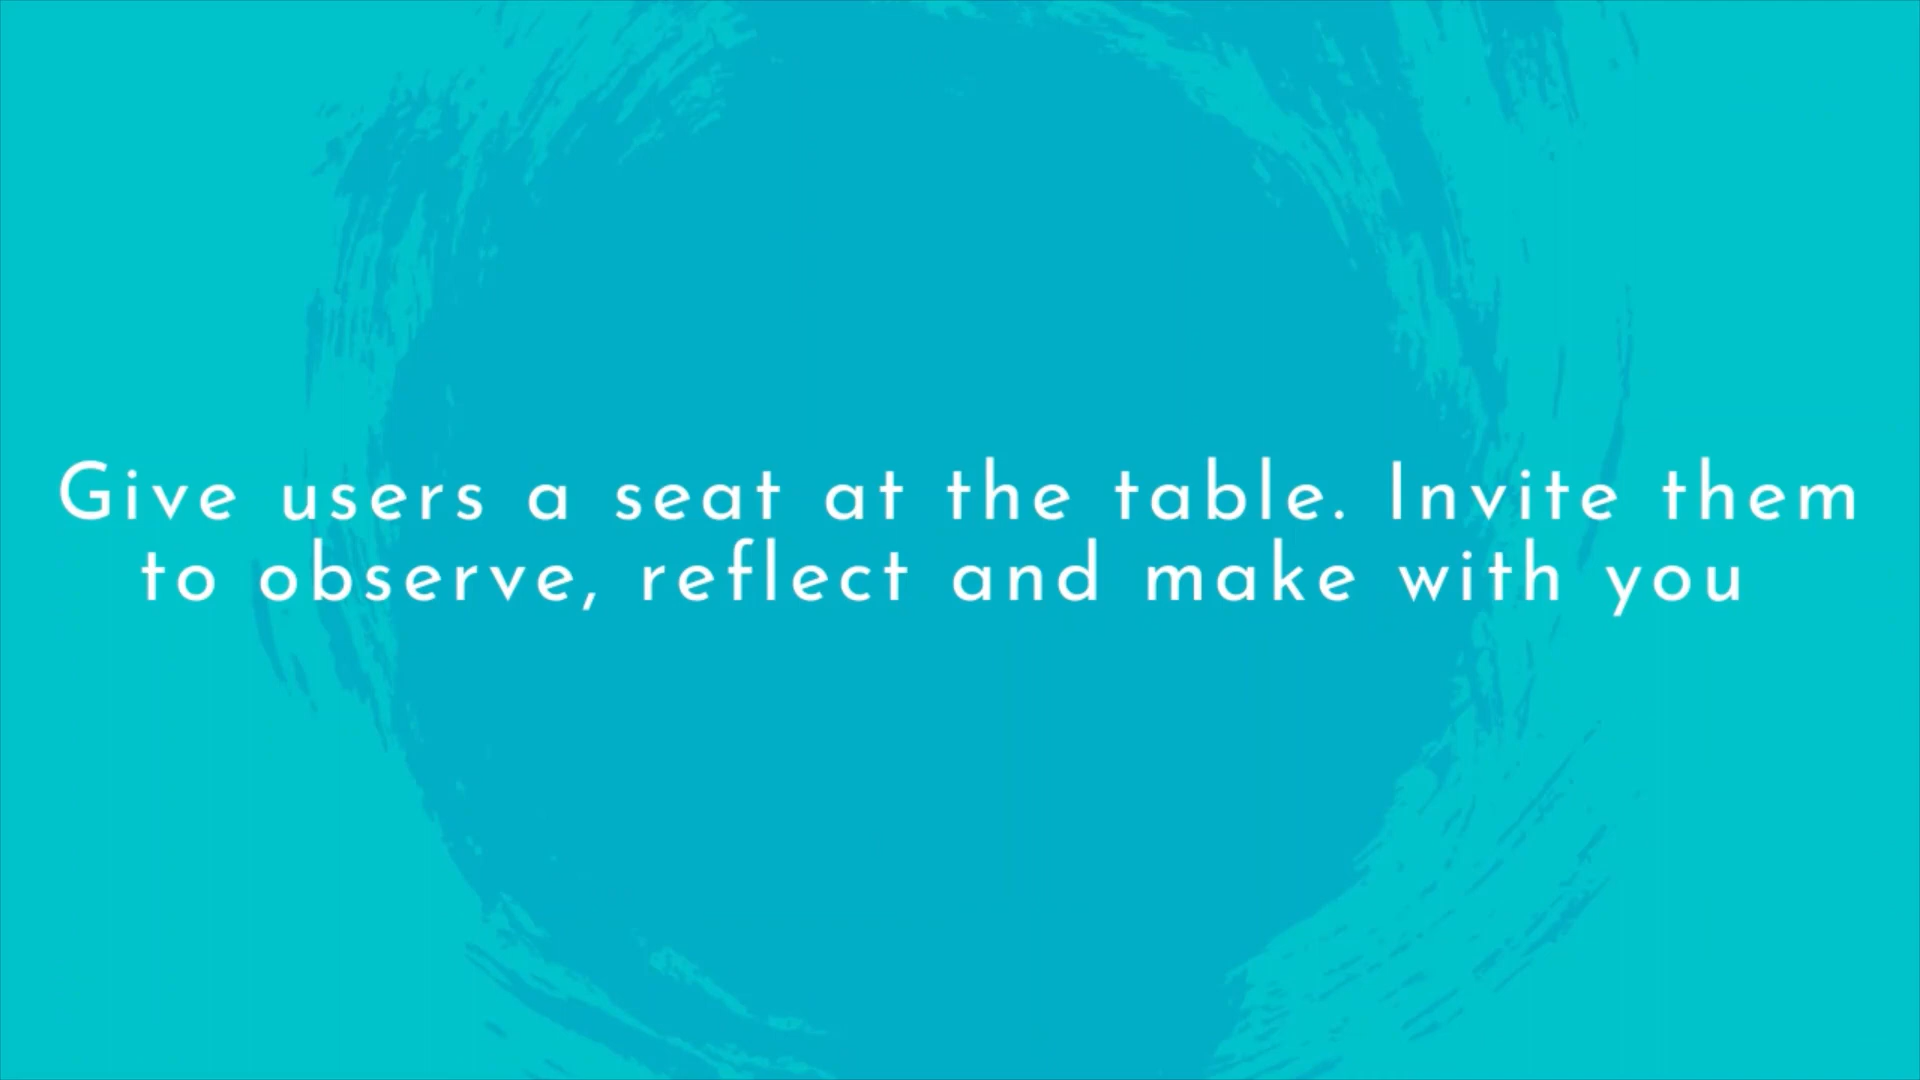 Give users a seat at the table. Invite them
to observe, reflect and make with you